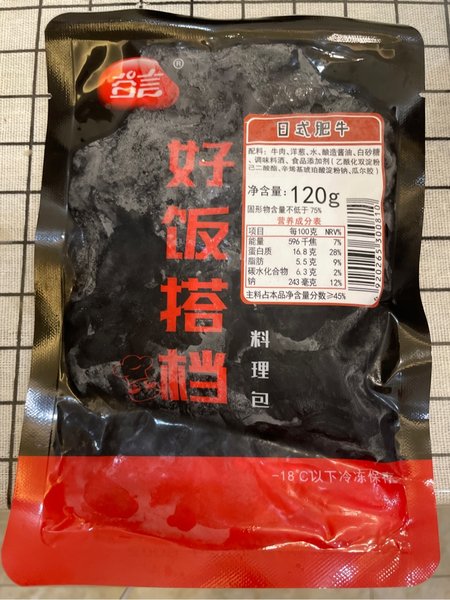 谷言®
好饭搭档
料理包
日式肥牛
配料：牛肉、洋葱、水、酿造酱油、白砂糖
、调味料酒、食品添加剂（乙酰化双淀粉
己二酸酯、辛烯基琥珀酸淀粉钠、瓜尔胶）
净含量：120g
固形物含量不低于75%
营养成分表
项目 每100克 NRV%
能量 596千焦 7%
蛋白质 16.8克 28%
脂肪 5.5克 9%
碳水化合物 6.3克 2%
钠 243毫克 12%
主料占本品净含量分数≥45%
-18℃以下冷冻保存